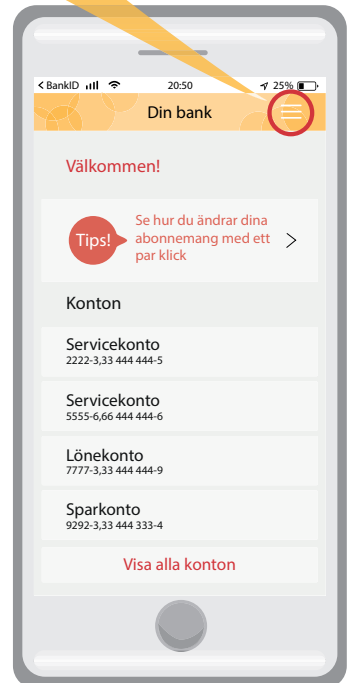 < BankID 20:50 25%
Din bank
Välkommen!
Tips!
Se hur du ändrar dina
abonnemang med ett
par klick
Konton
Servicekonto
2222-3,33 444 444-5
Servicekonto
5555-6,66 444 444-6
Lönekonto
7777-3,33 444 444-9
Sparkonto
9292-3,33 444 333-4
Visa alla konton